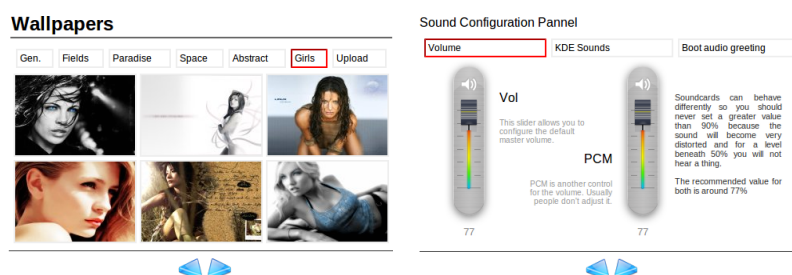 Wallpapers
Gen. Fields Paradise Space Abstract Girls Upload
Sound Configuration Pannel
Volume KDE Sounds Boot audio greeting
Vol
This slider allows you to
configure the default
master volume.
PCM
PCM is another control
for the volume. Usually
people don't adjust it.
77
77
Soundcards can behave
differently so you should
never set a greater value
than 90% because the
sound will become very
distorted and for a level
beneath 50% you will not
hear a thing.
The recommended value for
both is around 77%